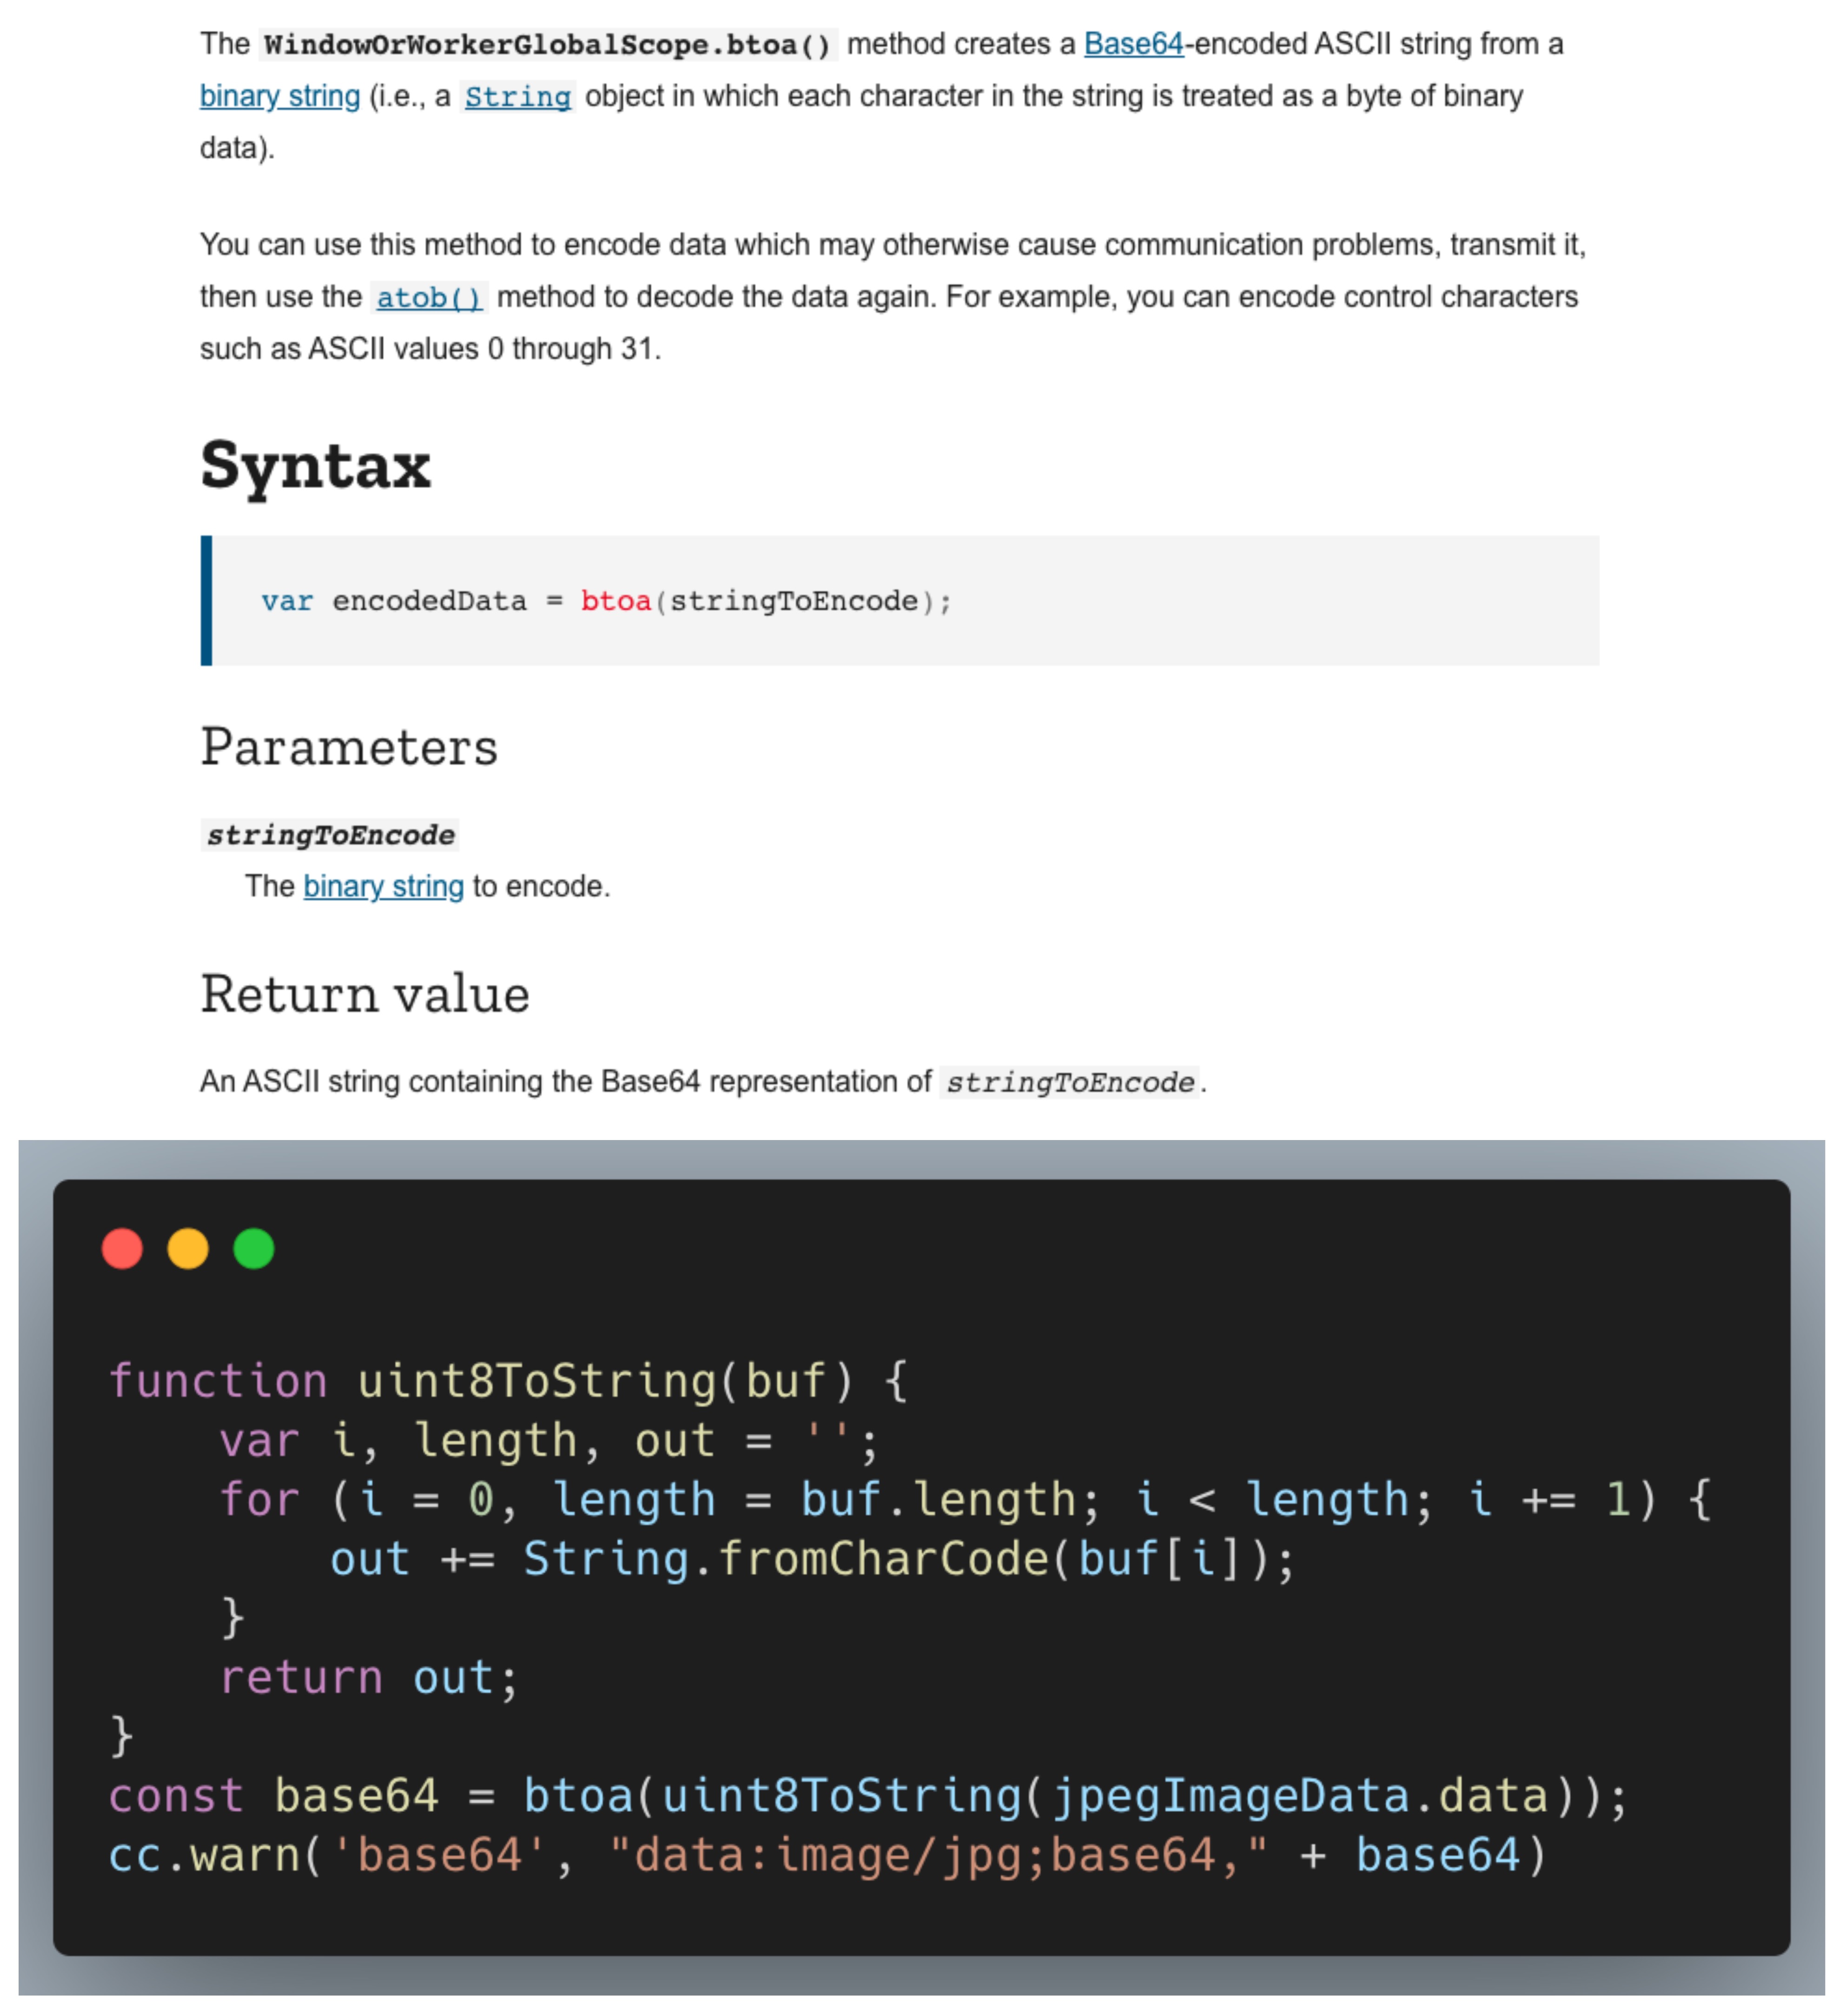 The WindowOrWorkerGlobalScope.btoa() method creates a Base64-encoded ASCII string from a
binary string (i.e., a String object in which each character in the string is treated as a byte of binary
data).
You can use this method to encode data which may otherwise cause communication problems, transmit it,
then use the atob() method to decode the data again. For example, you can encode control characters
such as ASCII values 0 through 31.
Syntax
var encodedData = btoa(stringToEncode);
Parameters
stringToEncode
The binary string to encode.
Return value
An ASCII string containing the Base64 representation of stringToEncode.
function uint8ToString(buf) {
    var i, length, out = '';
    for (i = 0, length = buf.length; i < length; i += 1) {
        out += String.fromCharCode(buf[i]);
    }
    return out;
}
const base64 = btoa(uint8ToString(jpegImageData.data));
cc.warn('base64', "data:image/jpg;base64," + base64)